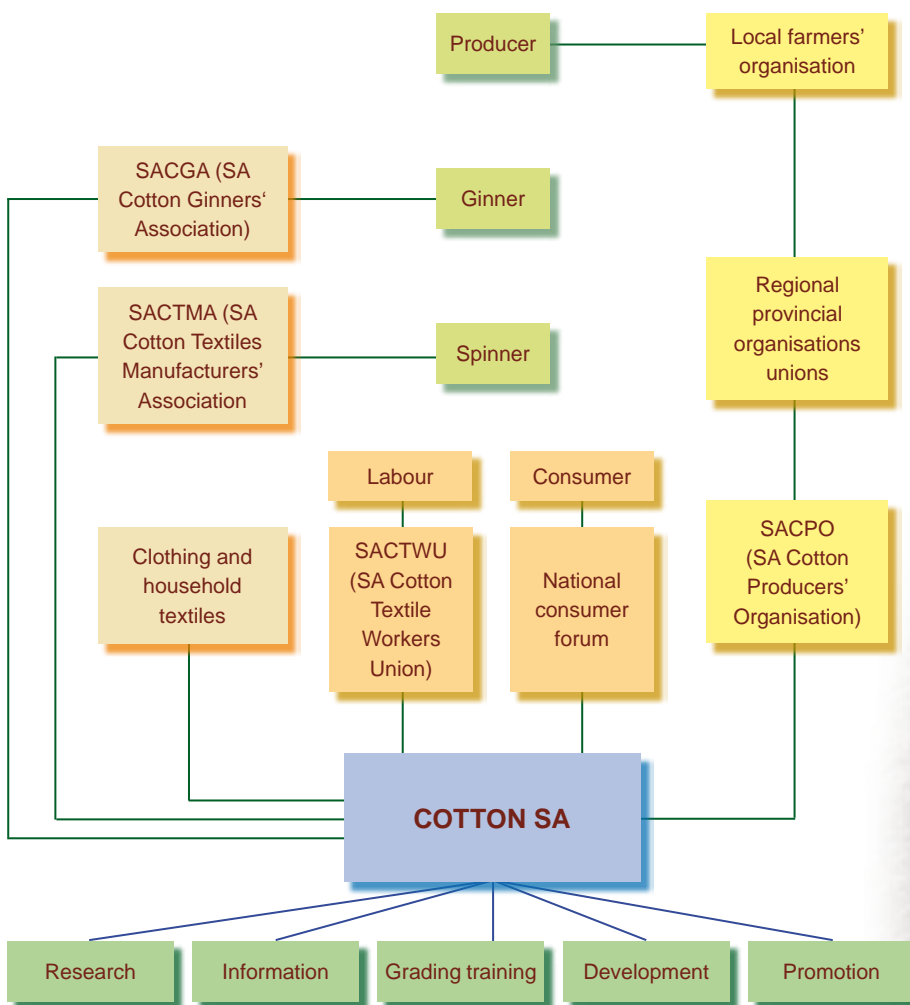 Producer
Local farmers’
organisation
SACGA (SA
Cotton Ginners‘
Association)
Ginner
SACTMA (SA
Cotton Textiles
Manufacturers’
Association
Spinner
Regional
provincial
organisations
unions
Labour
Consumer
Clothing and
household
textiles
SACTWU
(SA Cotton
Textile
Workers
Union)
National
consumer
forum
SACPO
(SA Cotton
Producers’
Organisation)
COTTON SA
Research
Information
Grading training
Development
Promotion